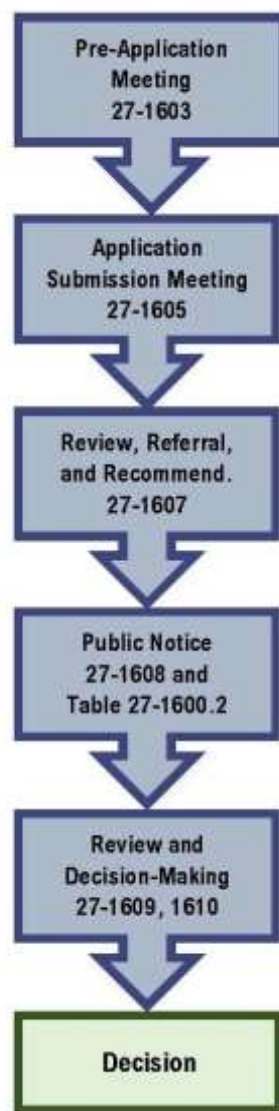 Pre-Application
Meeting
27-1603
Application
Submission Meeting
27-1605
Review, Referral,
and Recommend.
27-1607
Public Notice
27-1608 and
Table 27-1600.2
Review and
Decision-Making
27-1609, 1610
Decision